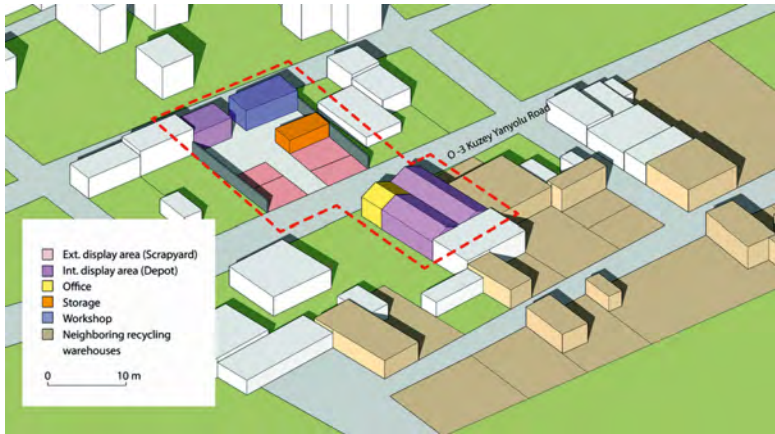 O -3 Kuzey Yanyolu Road
Ext. display area (Scrapyard)
Int. display area (Depot)
Office
Storage
Workshop
Neighboring recycling
warehouses
0 10 m